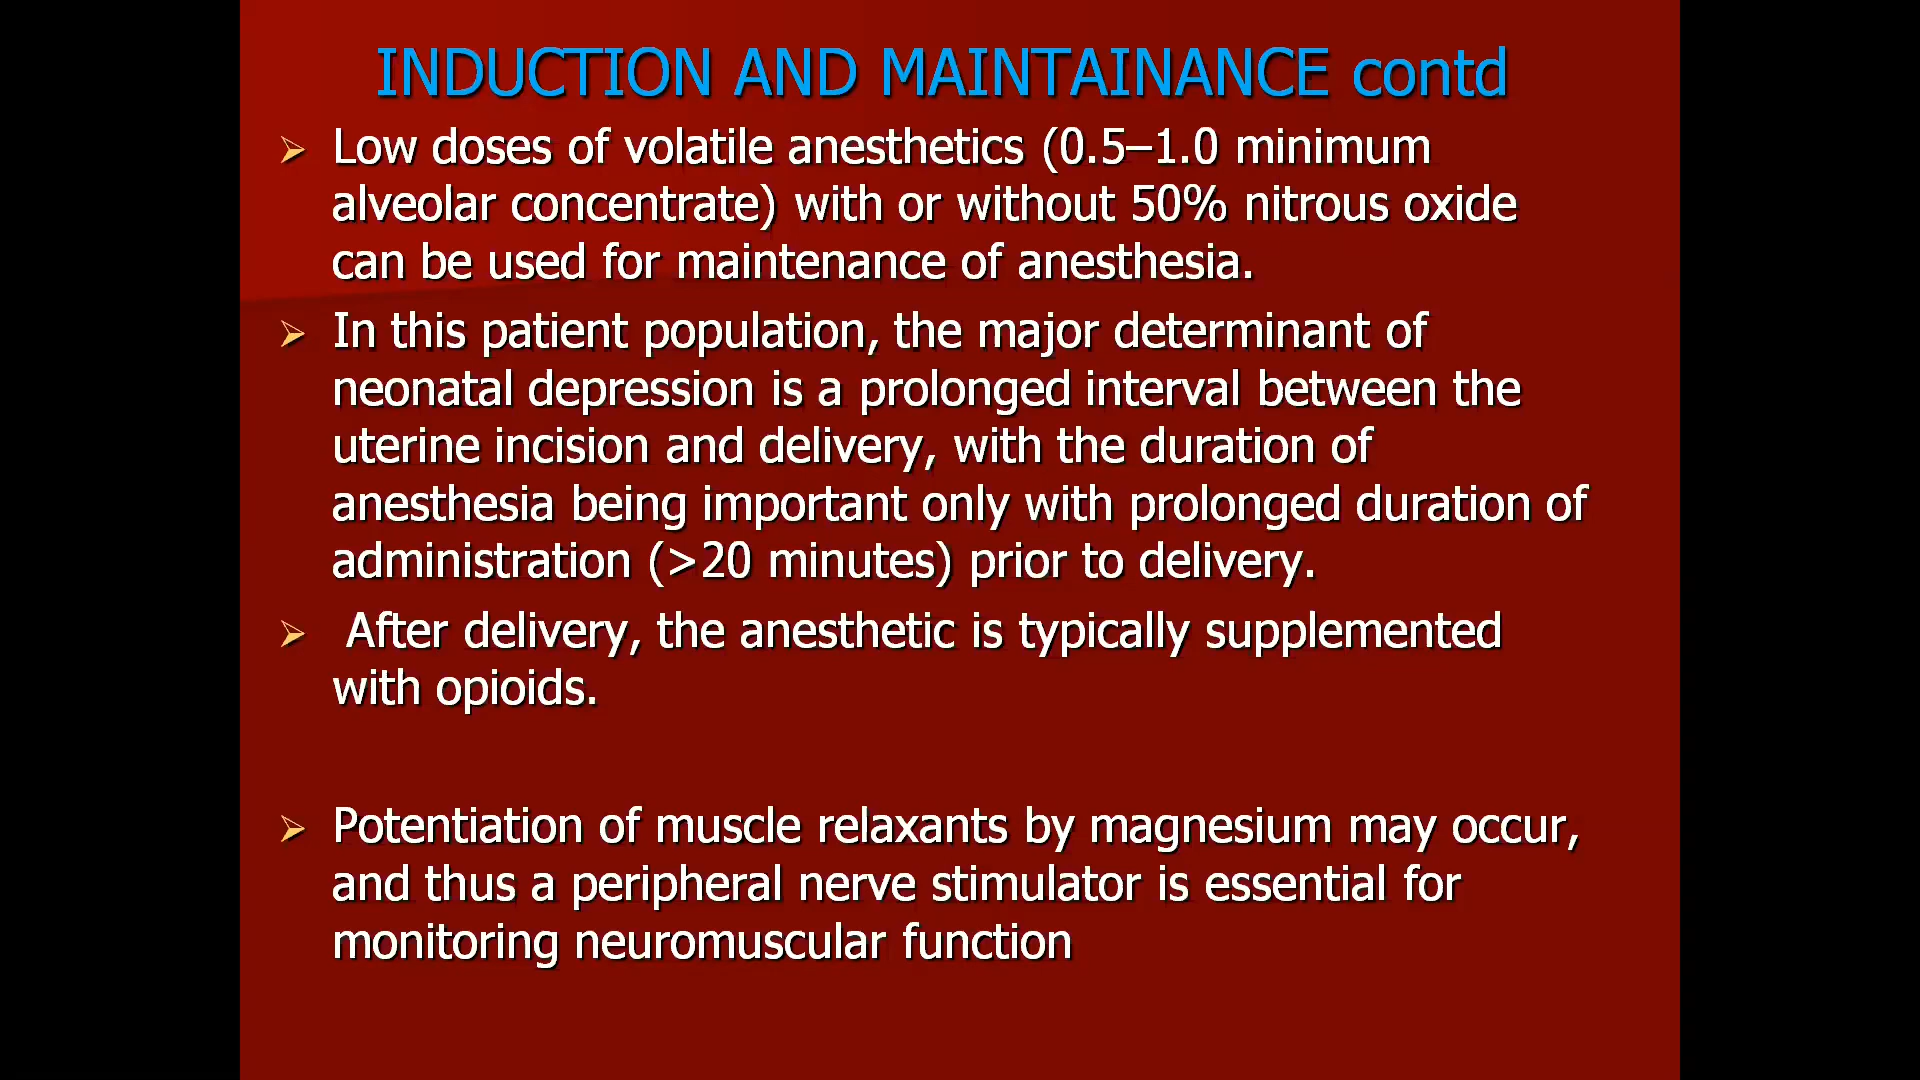 INDUCTION AND MAINTAINANCE contd
➢ Low doses of volatile anesthetics (0.5–1.0 minimum
alveolar concentrate) with or without 50% nitrous oxide
can be used for maintenance of anesthesia.
➢ In this patient population, the major determinant of
neonatal depression is a prolonged interval between the
uterine incision and delivery, with the duration of
anesthesia being important only with prolonged duration of
administration (>20 minutes) prior to delivery.
➢ After delivery, the anesthetic is typically supplemented
with opioids.
➢ Potentiation of muscle relaxants by magnesium may occur,
and thus a peripheral nerve stimulator is essential for
monitoring neuromuscular function